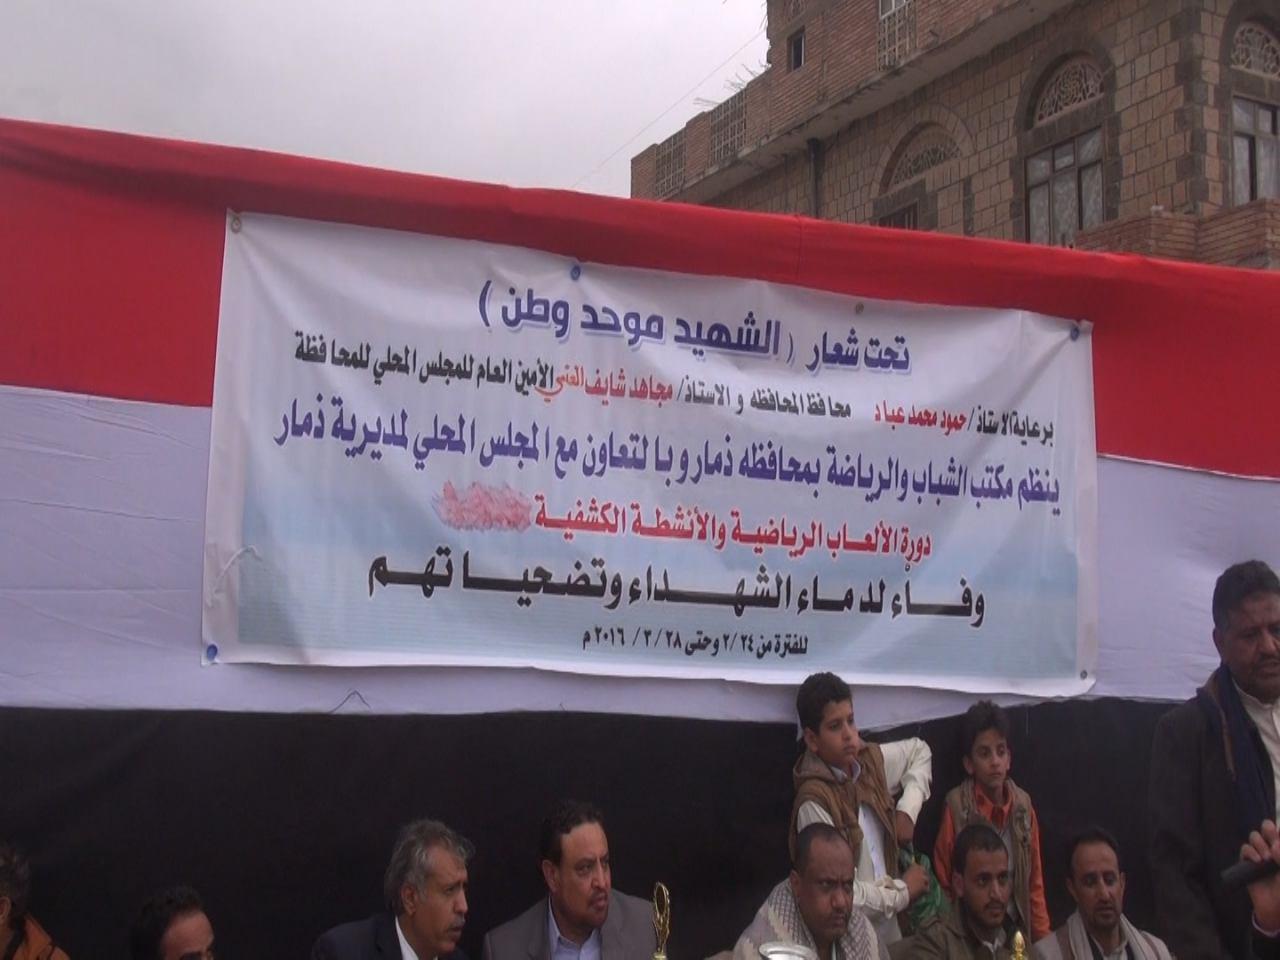 تحت شعار ( الشهيد موحد وطن )
برعاية الاستاذ / حمود محمد عباد محافظ المحافظه و الاستاذ/ مجاهد شايف العنسي الأمين العام للمجلس المحلي للمحافظة
ينظم مكتب الشباب والرياضة بمحافظه ذمار وبالتعاون مع المجلس المحلي لمديرية ذمار
دورة الألعاب الرياضية والأنشطة الكشفية
وفاء لدماء الشهداء وتضحياتهم
للفترة من ٢/٢٤ وحتى ٢٨ / ٣ / ٢٠١٦ م